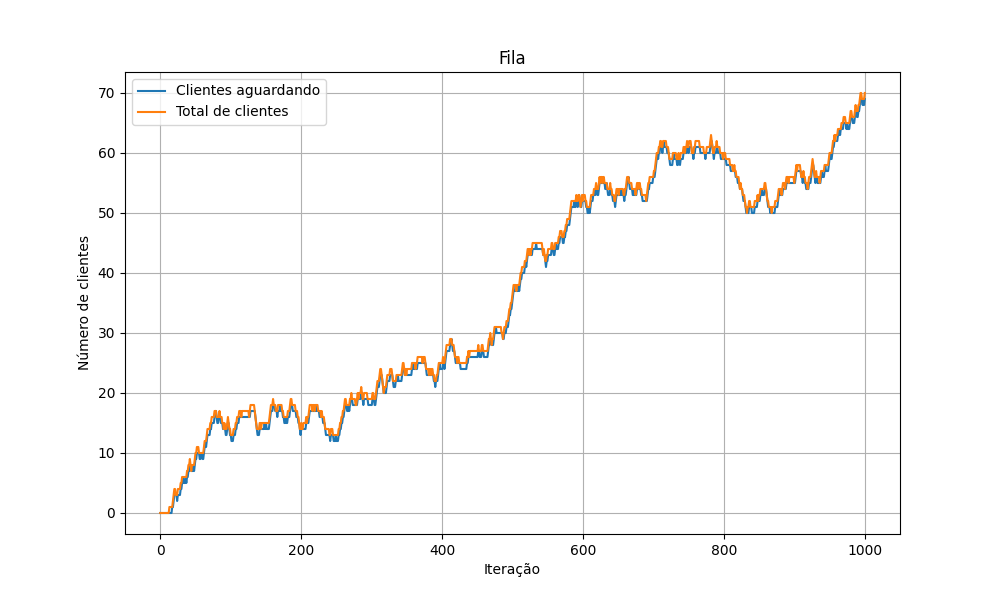 Fila
Clientes aguardando
Total de clientes
Número de clientes
70
60
50
40
30
20
10
0
0 200 400 600 800 1000
Iteração